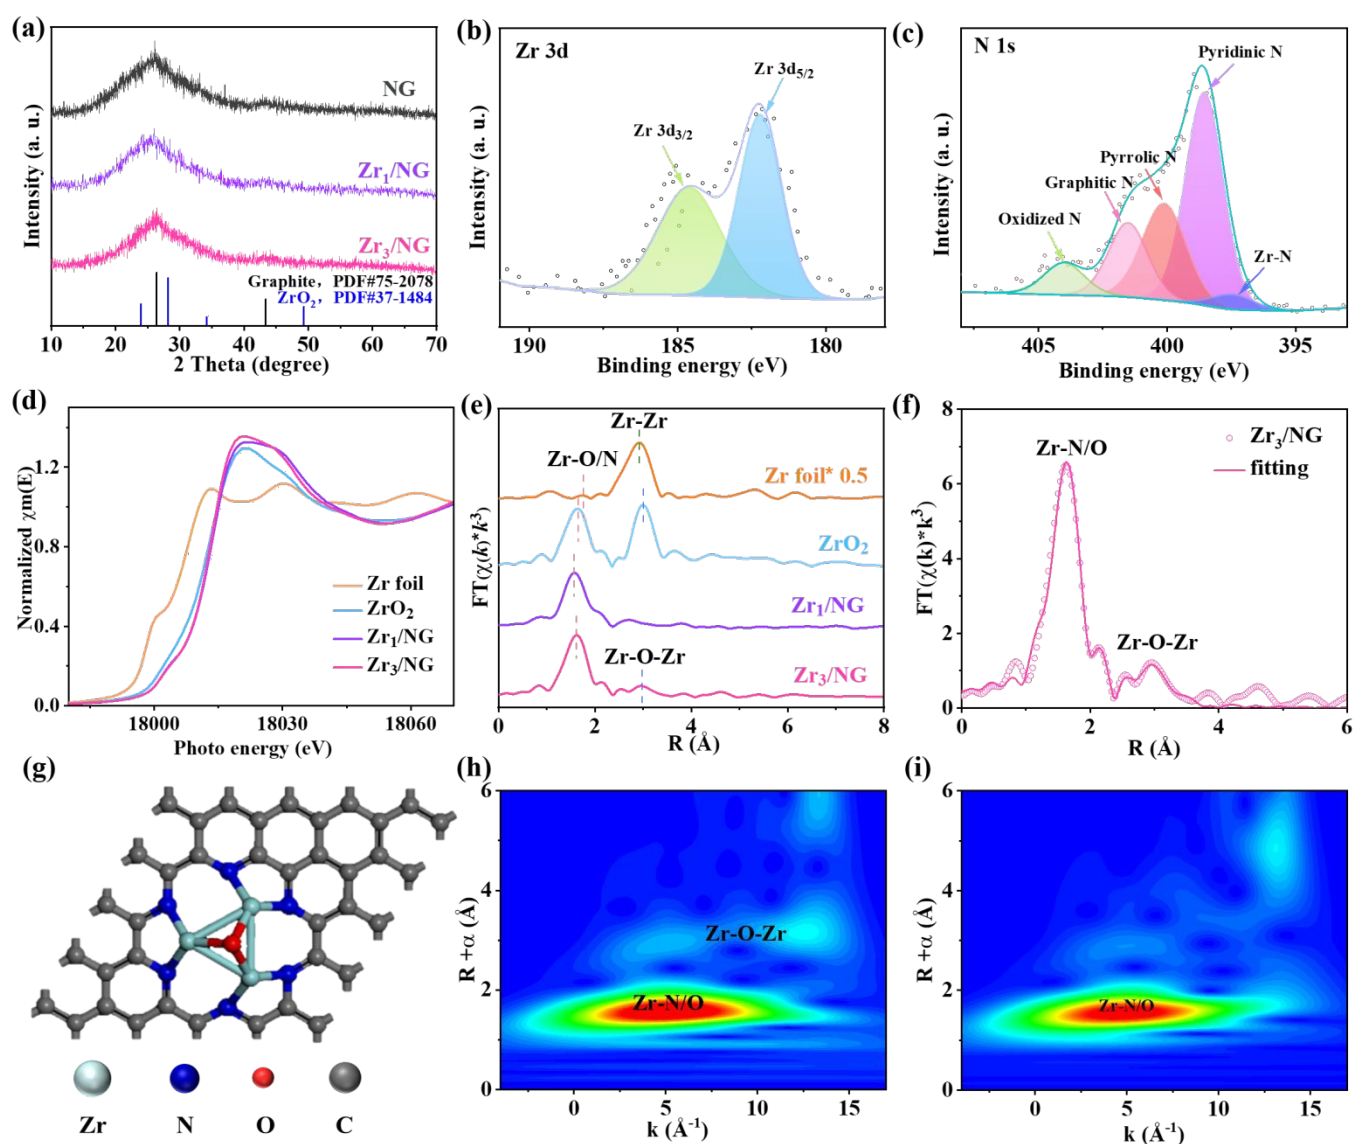 (a)
Intensity (a. u.)
NG
Zr₁/NG
Zr₃/NG
Graphite, PDF#75-2078
ZrO₂, PDF#37-1484
10 20 30 40 50 60 70
2 Theta (degree)
(b)
Zr 3d
Intensity (a. u.)
Zr 3d₅/₂
Zr 3d₃/₂
190 185 180
Binding energy (eV)
(c)
N 1s
Intensity (a. u.)
Pyridinic N
Pyrrolic N
Graphitic N
Oxidized N
Zr-N
405 400 395
Binding energy (eV)
(d)
Normalized χm(E)
1.2
0.8
0.4
0.0
Zr foil
ZrO₂
Zr₁/NG
Zr₃/NG
18000 18030 18060
Photo energy (eV)
(e)
FT(χ(k)*k³)
Zr-Zr
Zr-O/N
Zr foil* 0.5
ZrO₂
Zr₁/NG
Zr-O-Zr
Zr₃/NG
0 2 4 6 8
R (Å)
(f)
FT(χ(k)*k³)
8
6
4
2
0
Zr-N/O
Zr₃/NG
fitting
Zr-O-Zr
0 1 2 3 4 5 6
R (Å)
(g)
Zr N O C
(h)
R +α (Å)
6
4
2
0
Zr-O-Zr
Zr-N/O
0 5 10 15
k (Å⁻¹)
(i)
R +α (Å)
6
4
2
0
Zr-N/O
0 5 10 15
k (Å⁻¹)